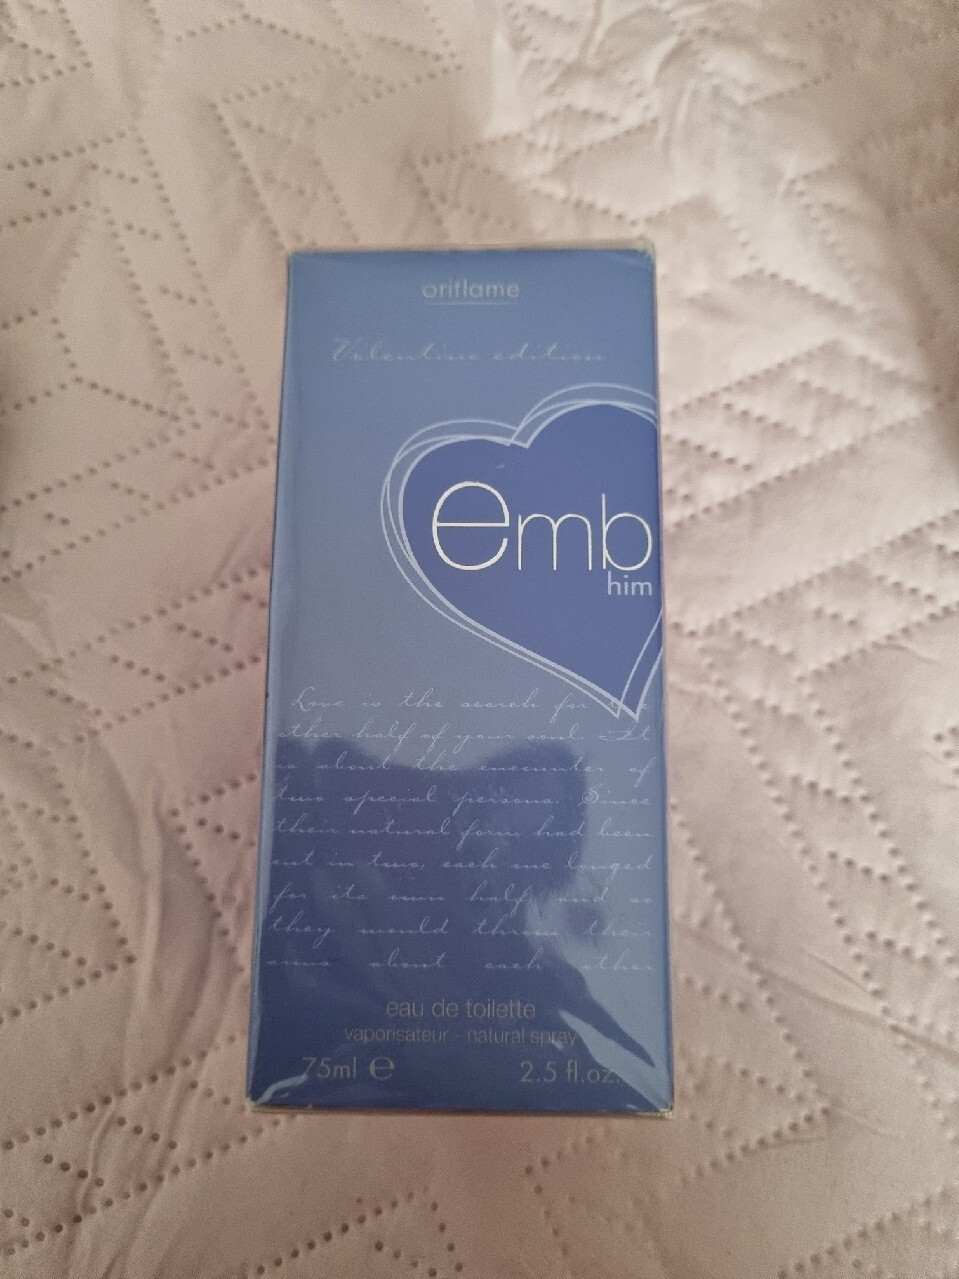 oriflame
Valentine edition
emb
him
Love is the search for the
other half of your soul. It
is about the encounter of
two special persons. Since
their natural form had been
cut in two, each one longed
for its own half, and so
they would throw their
arms about each other
eau de toilette
vaporisateur - natural spray
75ml ℮ 2.5 fl.oz.